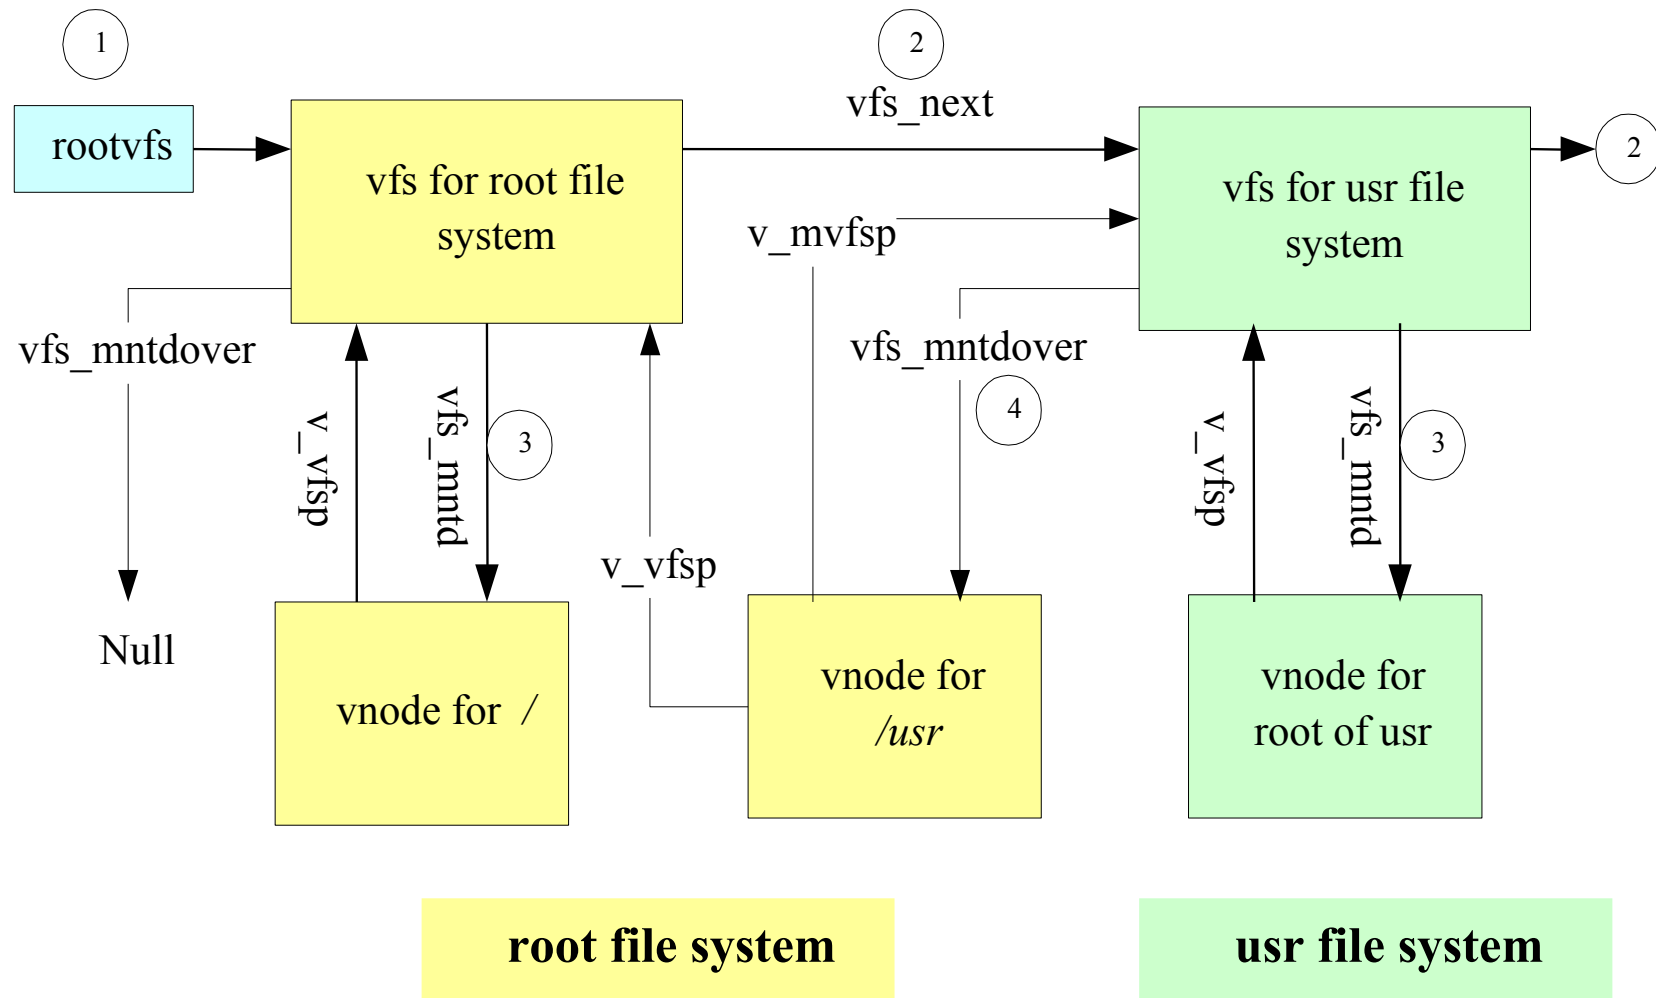 1
2
vfs_next
rootvfs
vfs for root file
system
vfs for usr file
system
2
v_mvfsp
vfs_mntdover
vfs_mntdover
4
v_vfsp
vfs_mntd
3
v_vfsp
vfs_mntd
3
v_vfsp
Null
vnode for /
vnode for
/usr
vnode for
root of usr
root file system
usr file system